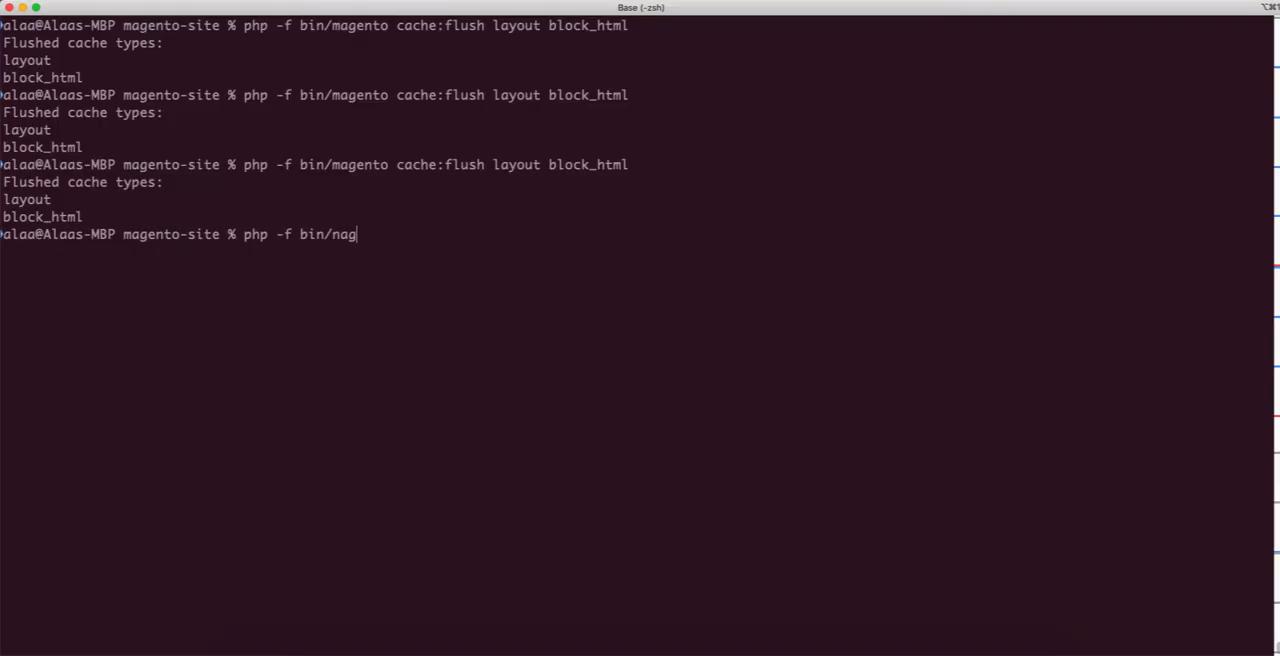 Base (-zsh)
alaa@Alaas-MBP magento-site % php -f bin/magento cache:flush layout block_html
Flushed cache types:
layout
block_html
alaa@Alaas-MBP magento-site % php -f bin/magento cache:flush layout block_html
Flushed cache types:
layout
block_html
alaa@Alaas-MBP magento-site % php -f bin/magento cache:flush layout block_html
Flushed cache types:
layout
block_html
alaa@Alaas-MBP magento-site % php -f bin/nag